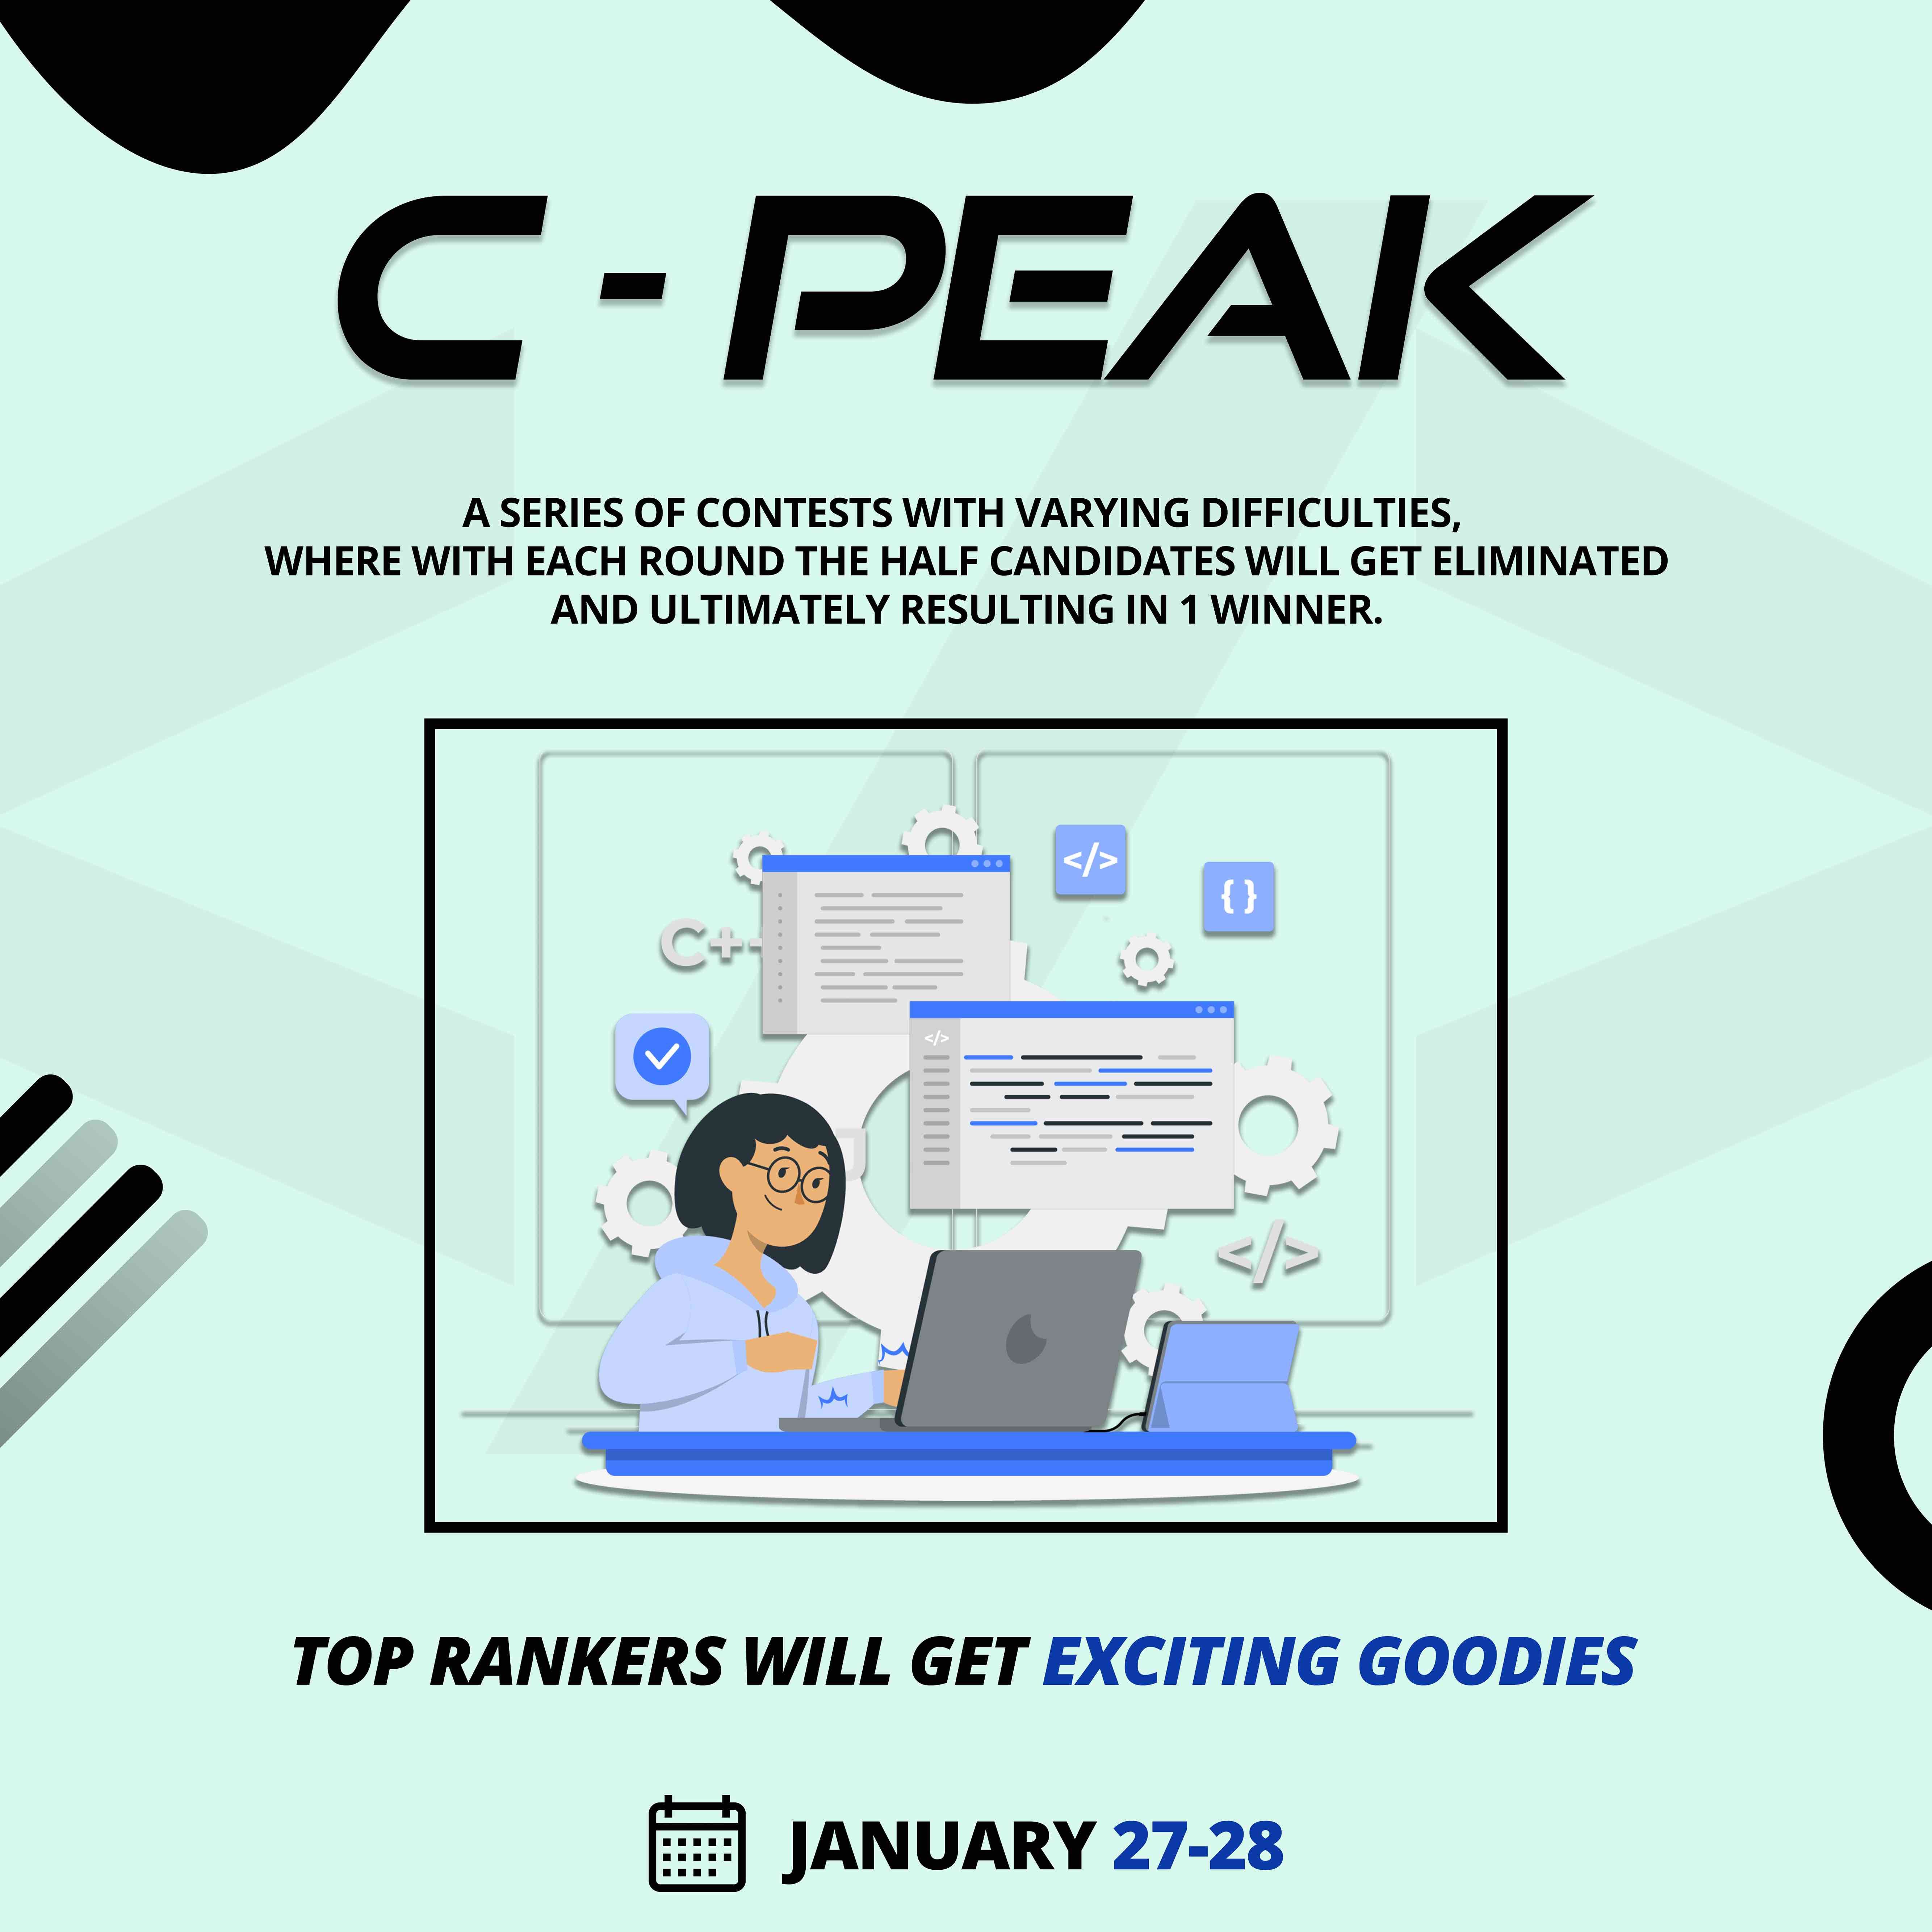 C - PEAK
A SERIES OF CONTESTS WITH VARYING DIFFICULTIES,
WHERE WITH EACH ROUND THE HALF CANDIDATES WILL GET ELIMINATED
AND ULTIMATELY RESULTING IN 1 WINNER.
</>
{ }
C++
</>
</>
TOP RANKERS WILL GET EXCITING GOODIES
JANUARY 27-28